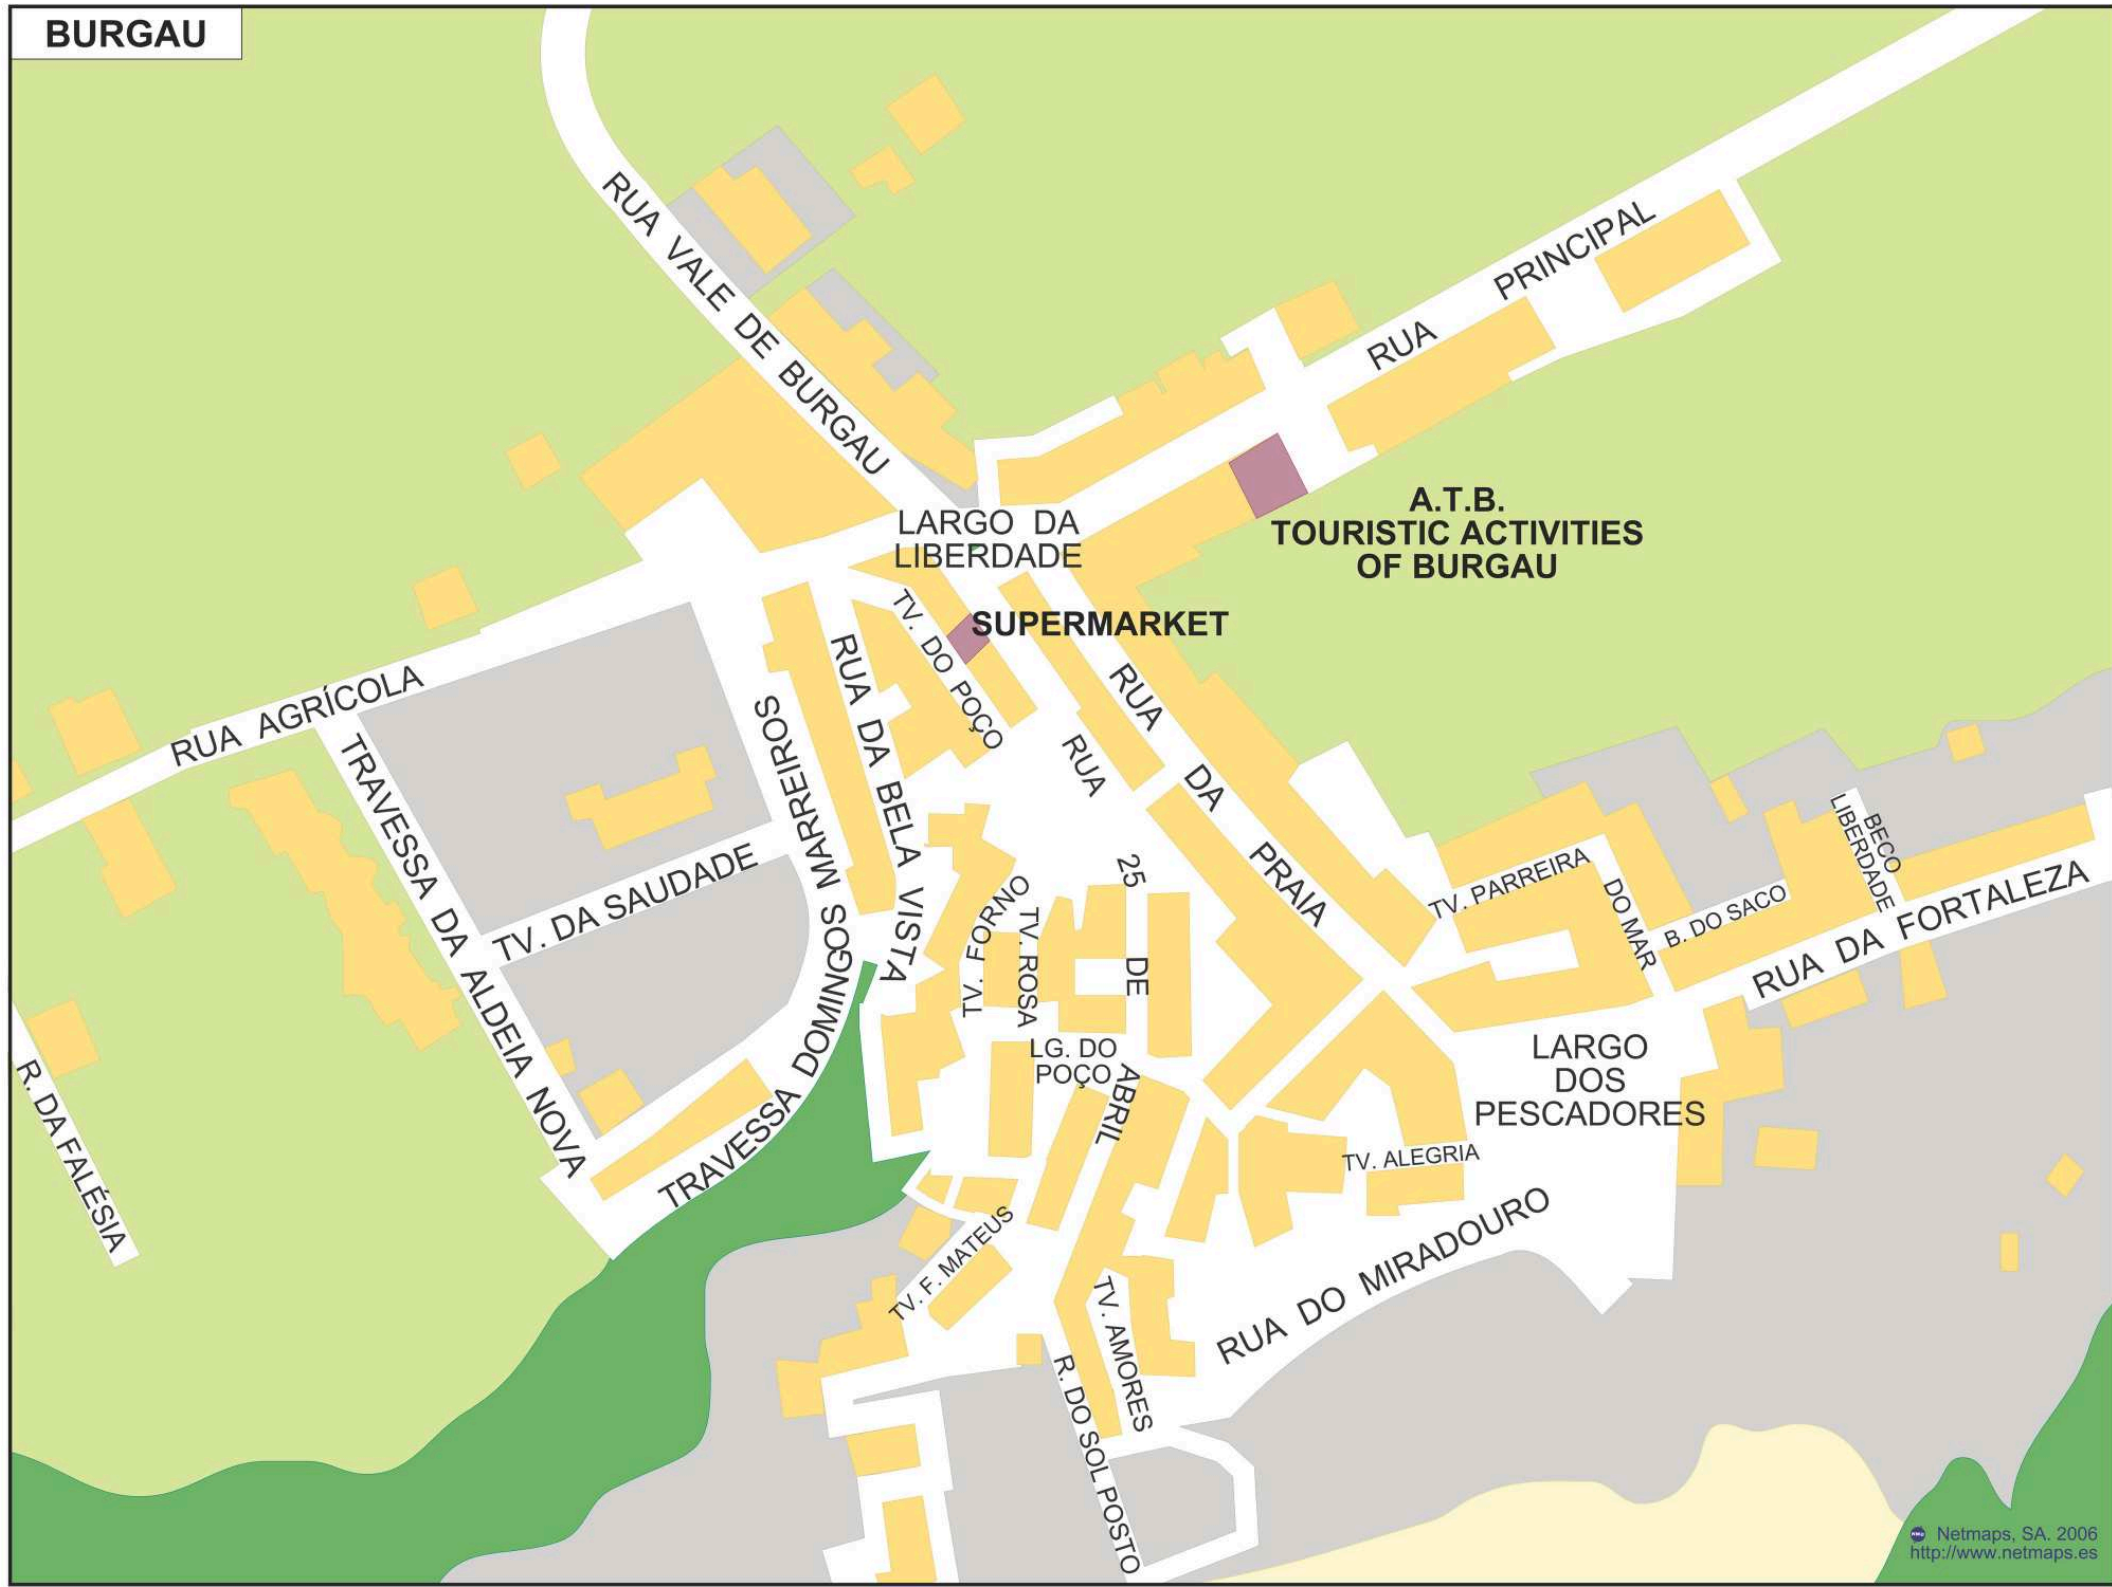 BURGAU
RUA VALE DE BURGAU
RUA PRINCIPAL
LARGO DA
LIBERDADE
A.T.B.
TOURISTIC ACTIVITIES
OF BURGAU
SUPERMARKET
TV. DO POÇO
RUA DA BELA VISTA
RUA AGRÍCOLA
TRAVESSA DA ALDEIA NOVA
TV. DA SAUDADE
TRAVESSA DOMINGOS MARREIROS
RUA DA PRAIA
RUA 25 DE ABRIL
TV. FORNO
TV. ROSA
LG. DO
POÇO
TV. PARREIRA
DO MAR
B. DO SACO
BECO
LIBERDADE
RUA DA FORTALEZA
LARGO
DOS
PESCADORES
TV. ALEGRIA
RUA DO MIRADOURO
TV. F. MATEUS
TV. AMORES
R. DO SOL POSTO
R. DA FALÉSIA
Netmaps, SA. 2006
http://www.netmaps.es